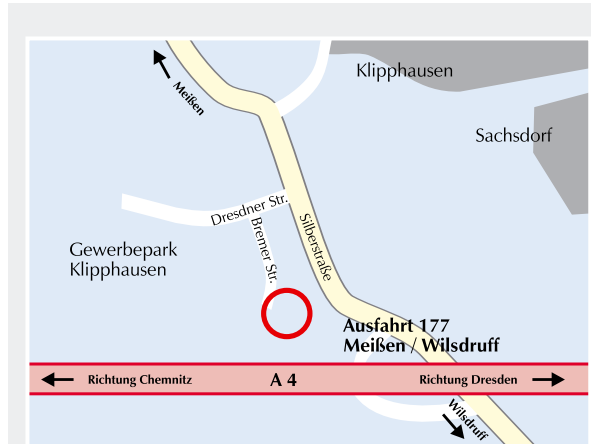 Klipphausen
Meißen
Sachsdorf
Dresdner Str.
Bremer Str.
Silberstraße
Gewerbepark
Klipphausen
Ausfahrt 177
Meißen / Wilsdruff
Richtung Chemnitz
A 4
Richtung Dresden
Wilsdruff